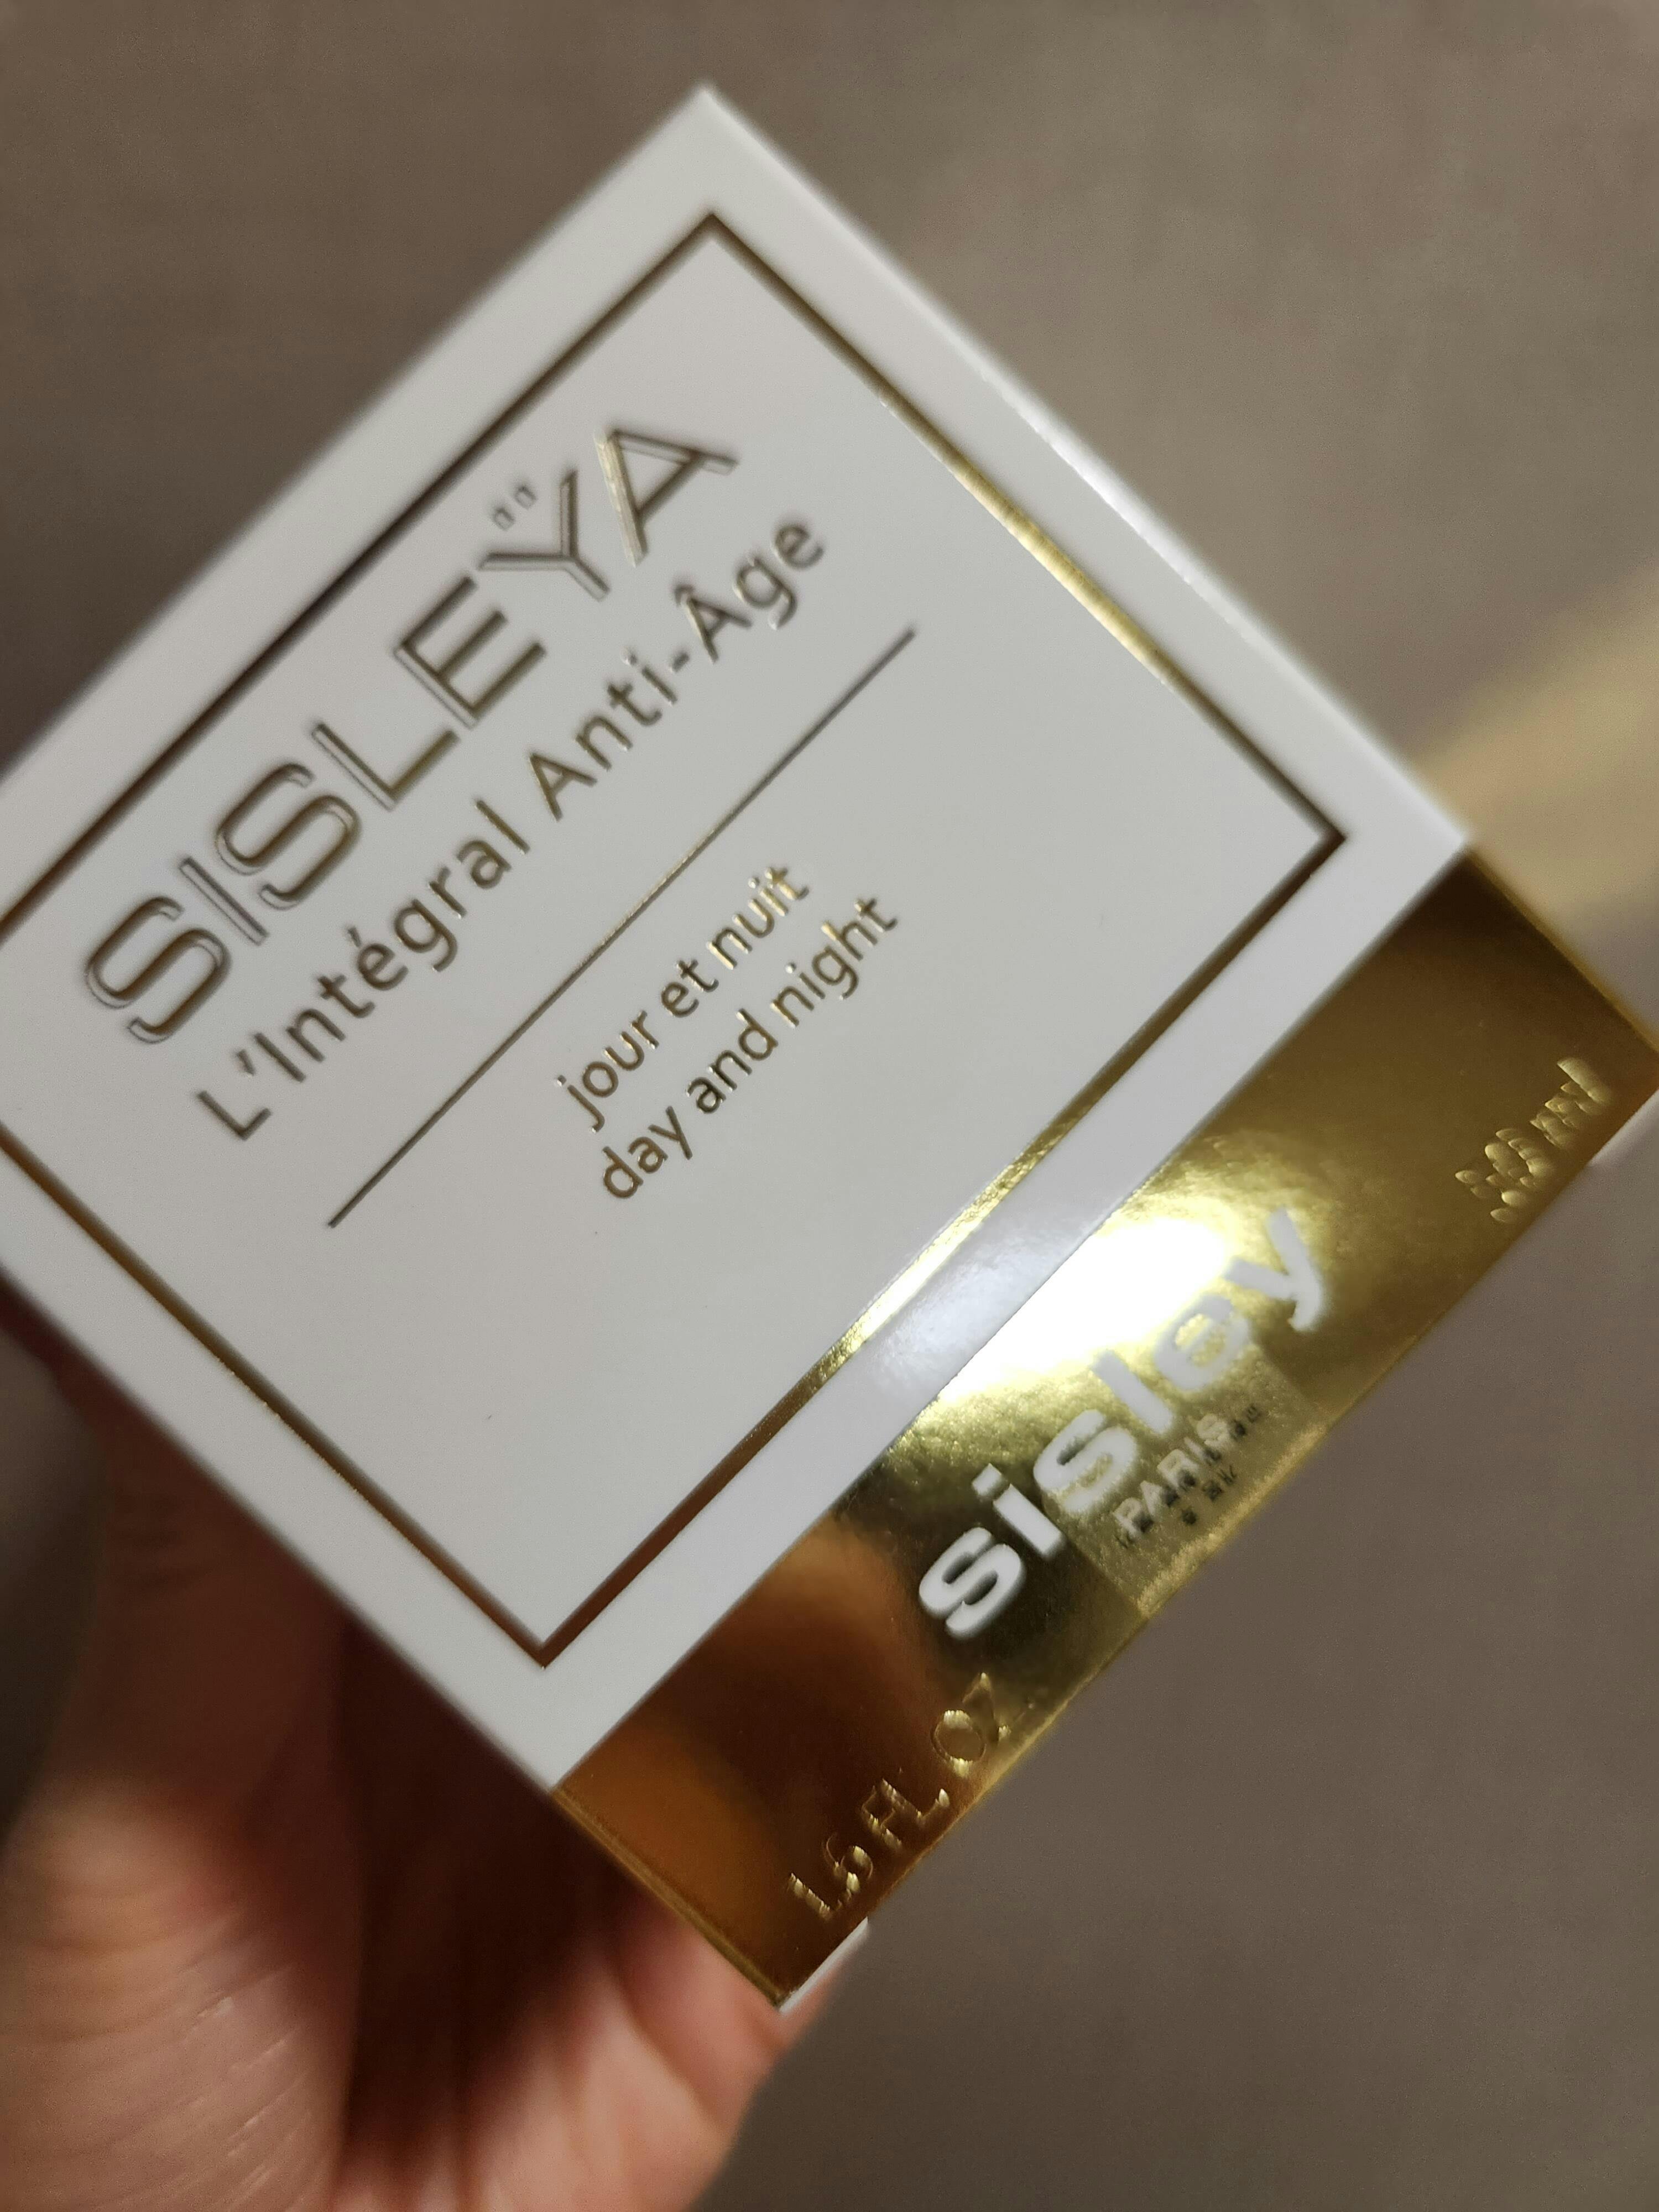 SISLEŸA
L'Intégral Anti-Âge
jour et nuit
day and night
sisley
PARIS
1.6 FL. OZ
50 ml